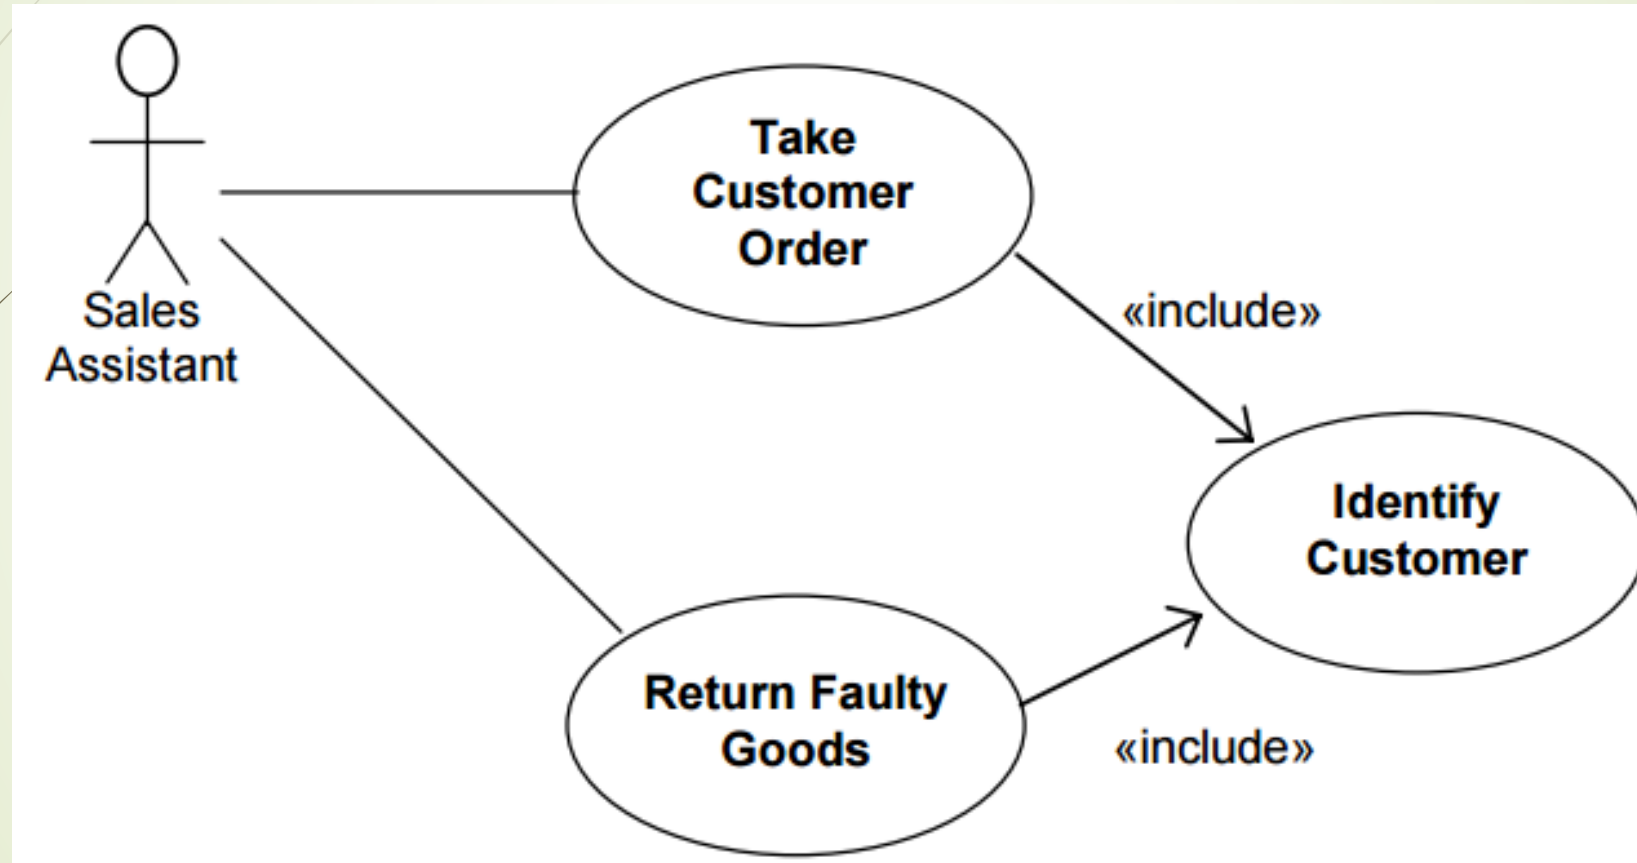 Take
Customer
Order
Sales
Assistant
«include»
Identify
Customer
Return Faulty
Goods
«include»